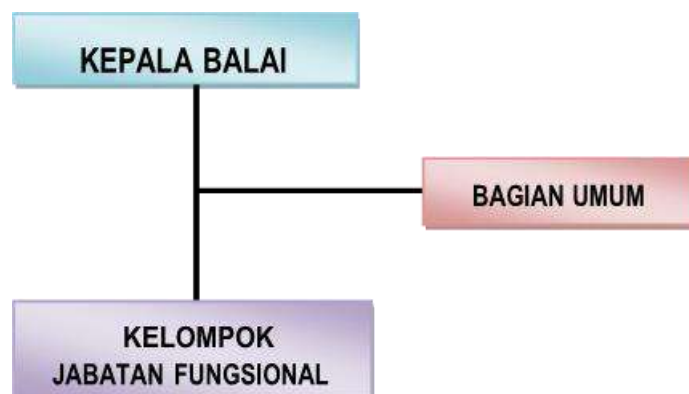 KEPALA BALAI
BAGIAN UMUM
KELOMPOK
JABATAN FUNGSIONAL